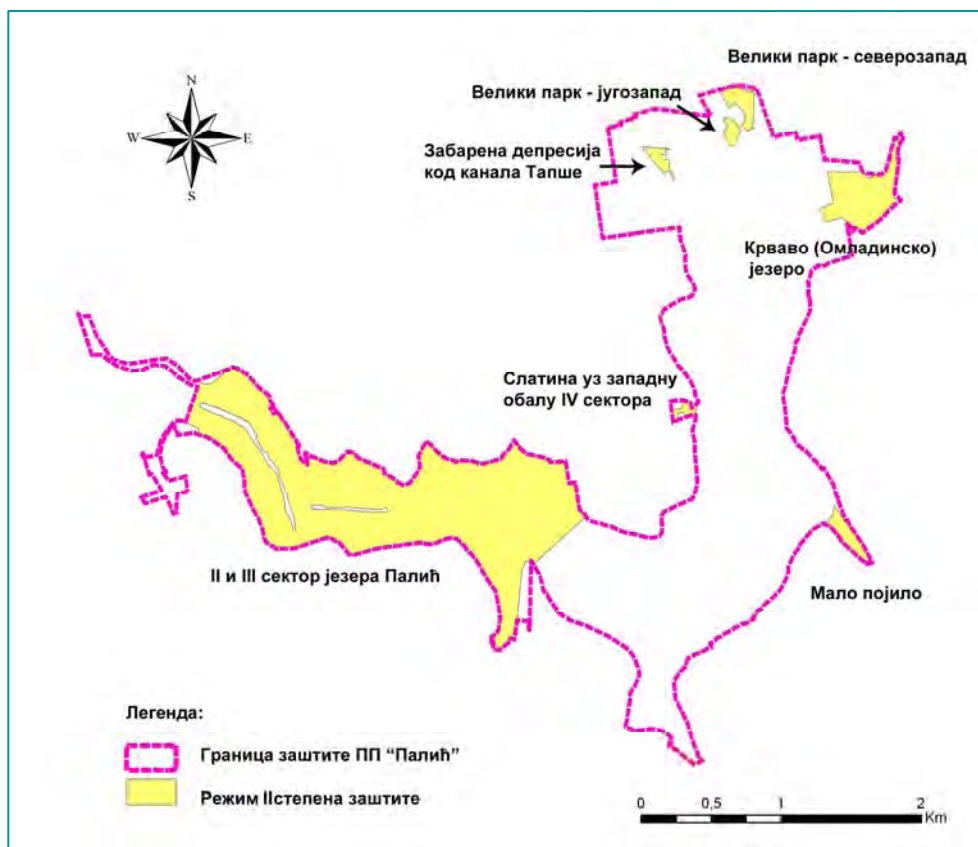 Велики парк - северозапад
Велики парк - југозапад
Забарена депресија
код канала Тапше
N
W
E
S
Крваво (Омладинско)
језеро
Слатина уз западну
обалу IV сектора
II и III сектор језера Палић
Мало појило
Легенда:
Граница заштите ПП “Палић”
Режим IIстепена заштите
0 0,5 1 2
Km